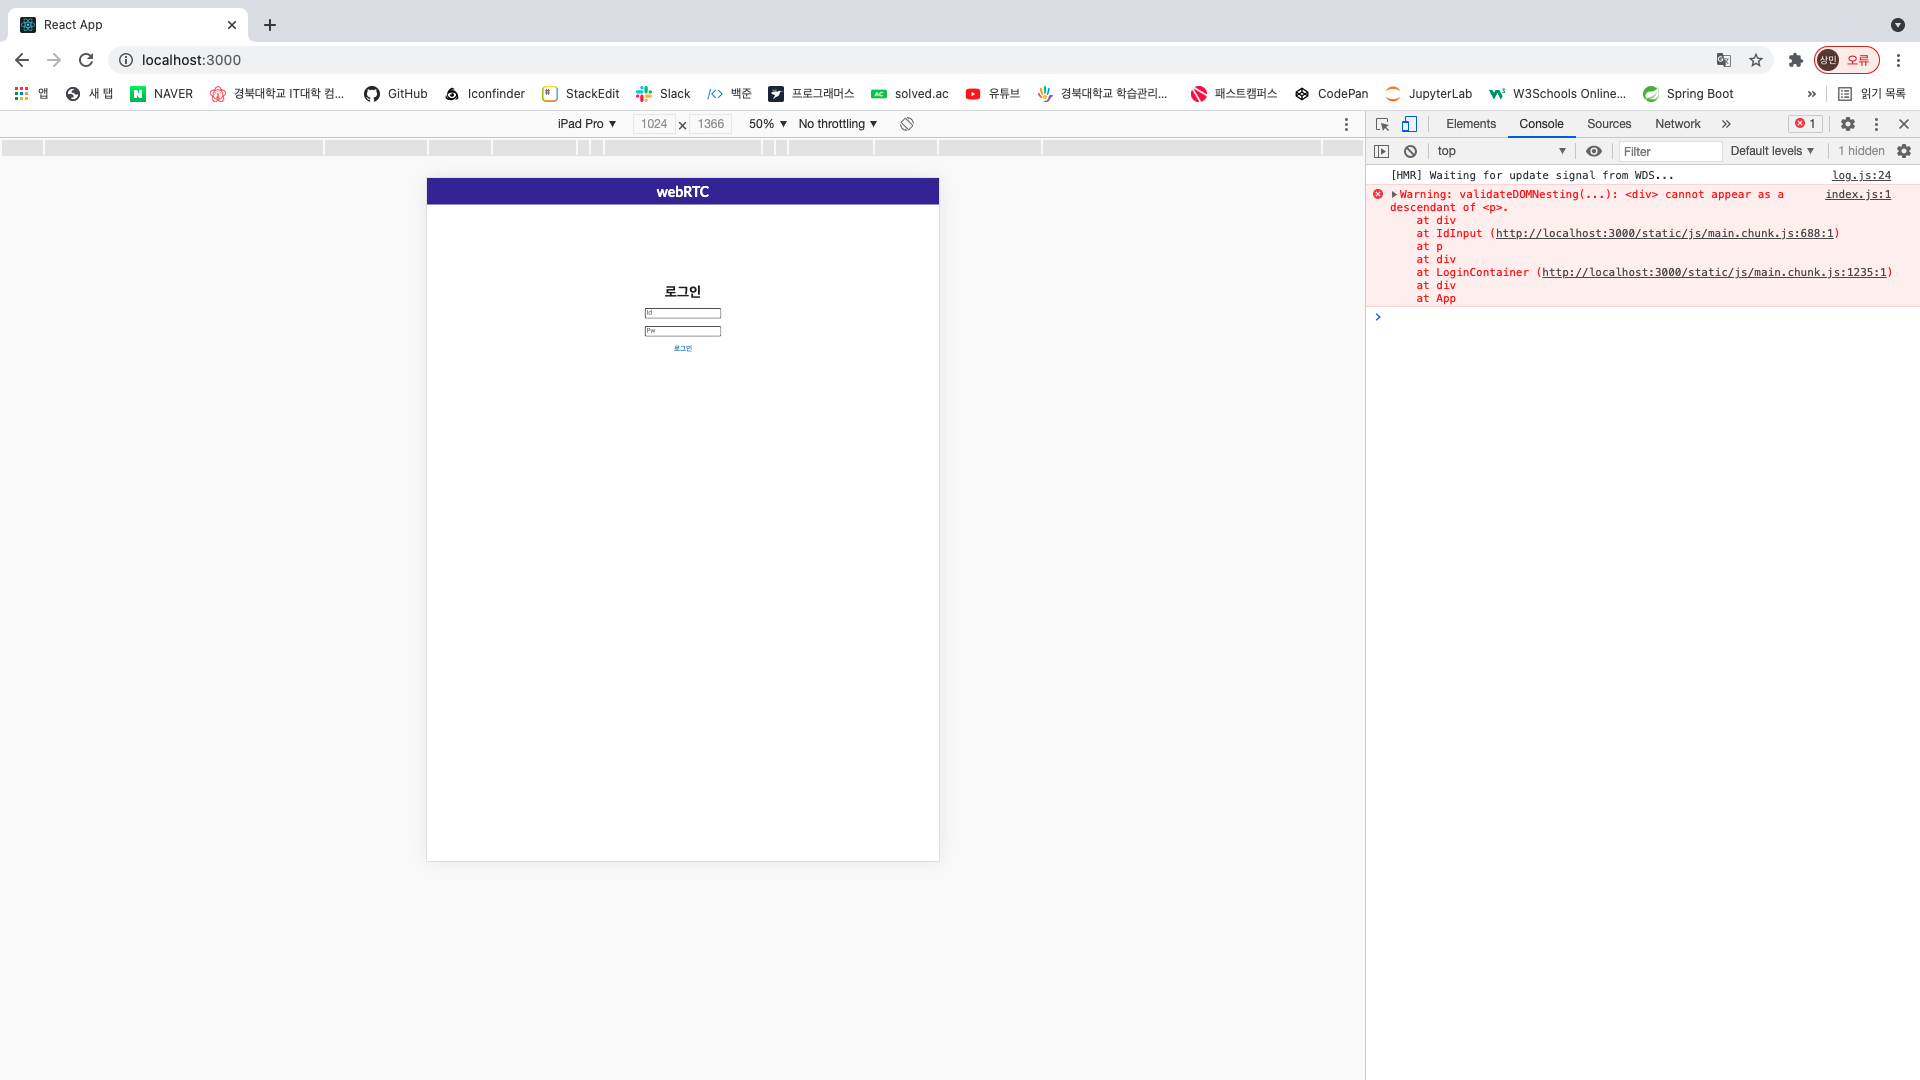 React App
localhost:3000
상민 오류
앱 새 탭 NAVER 경북대학교 IT대학 컴... GitHub Iconfinder StackEdit Slack 백준 프로그래머스 solved.ac 유튜브 경북대학교 학습관리... 패스트캠퍼스 CodePan JupyterLab W3Schools Online... Spring Boot » 읽기 목록
iPad Pro 1024 x 1366 50% No throttling
Elements Console Sources Network » 1
top Filter Default levels 1 hidden
[HMR] Waiting for update signal from WDS... log.js:24
Warning: validateDOMNesting(...): <div> cannot appear as a index.js:1
descendant of <p>.
at div
at IdInput (http://localhost:3000/static/js/main.chunk.js:688:1)
at p
at div
at LoginContainer (http://localhost:3000/static/js/main.chunk.js:1235:1)
at div
at App
webRTC
로그인
Id
Pw
로그인